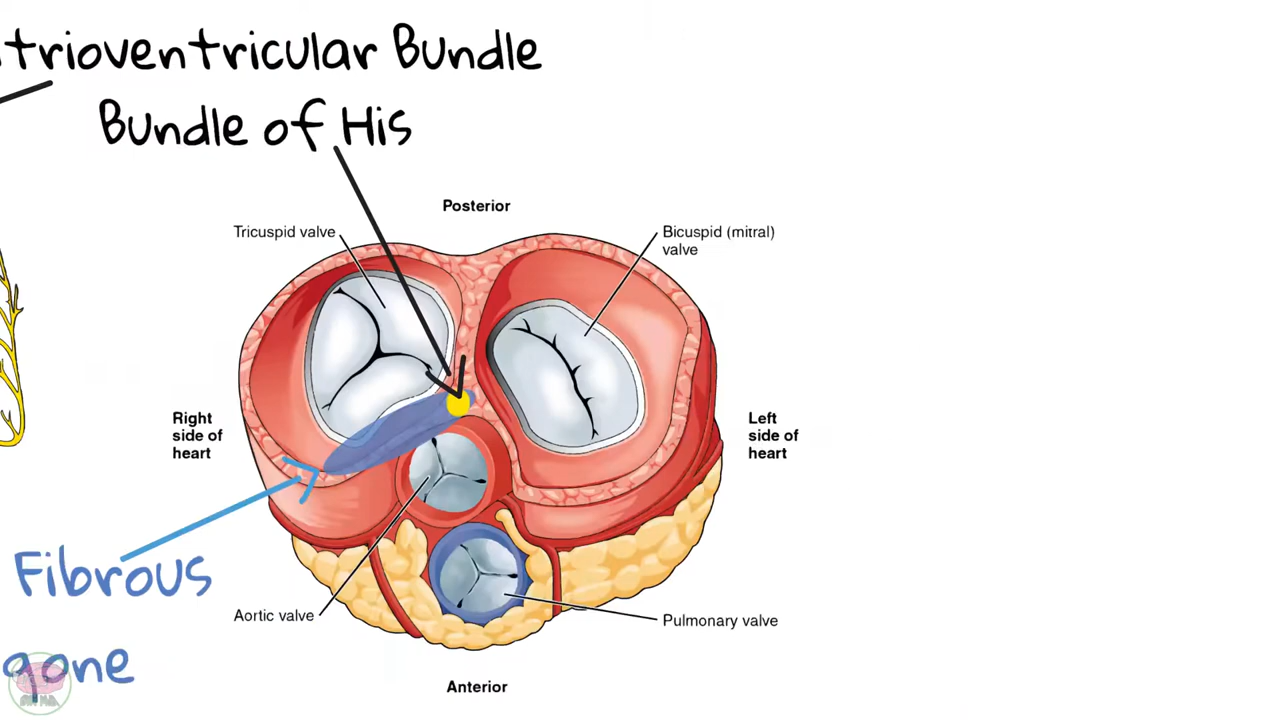 trioventricular Bundle
Bundle of His
Posterior
Tricuspid valve
Bicuspid (mitral)
valve
Right
side of
heart
Left
side of
heart
Fibrous
Aortic valve
Pulmonary valve
gone
Anterior